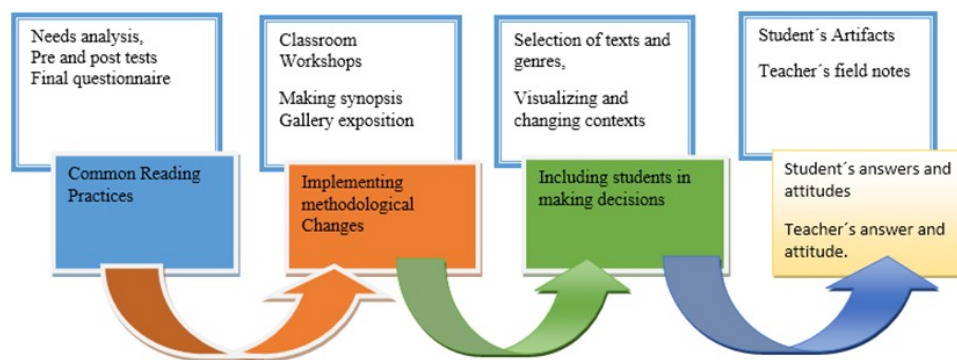 Needs analysis,
Pre and post tests
Final questionnaire
Common Reading
Practices
Classroom
Workshops
Making synopsis
Gallery exposition
Implementing
methodological
Changes
Selection of texts and
genres,
Visualizing and
changing contexts
Including students in
making decisions
Student´s Artifacts
Teacher´s field notes
Student´s answers and
attitudes
Teacher´s answer and
attitude.